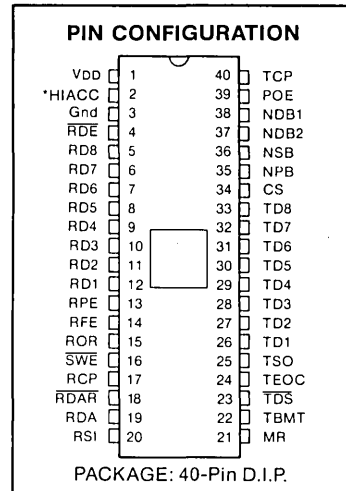 PIN CONFIGURATION
VDD 1 40 TCP
*HIACC 2 39 POE
Gnd 3 38 NDB1
RDE 4 37 NDB2
RD8 5 36 NSB
RD7 6 35 NPB
RD6 7 34 CS
RD5 8 33 TD8
RD4 9 32 TD7
RD3 10 31 TD6
RD2 11 30 TD5
RD1 12 29 TD4
RPE 13 28 TD3
RFE 14 27 TD2
ROR 15 26 TD1
SWE 16 25 TSO
RCP 17 24 TEOC
RDAR 18 23 TDS
RDA 19 22 TBMT
RSI 20 21 MR
PACKAGE: 40-Pin D.I.P.